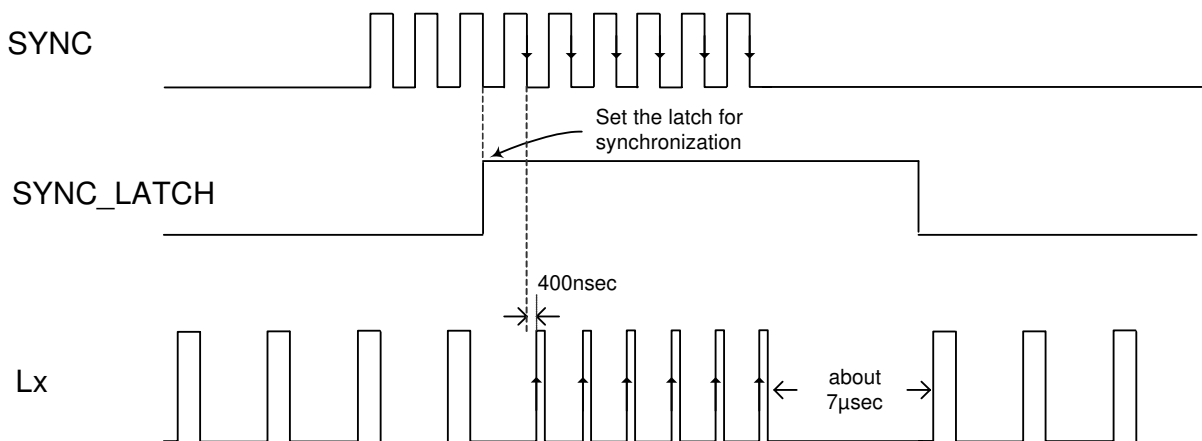 SYNC
Set the latch for
synchronization
SYNC_LATCH
400nsec
Lx
about
7µsec